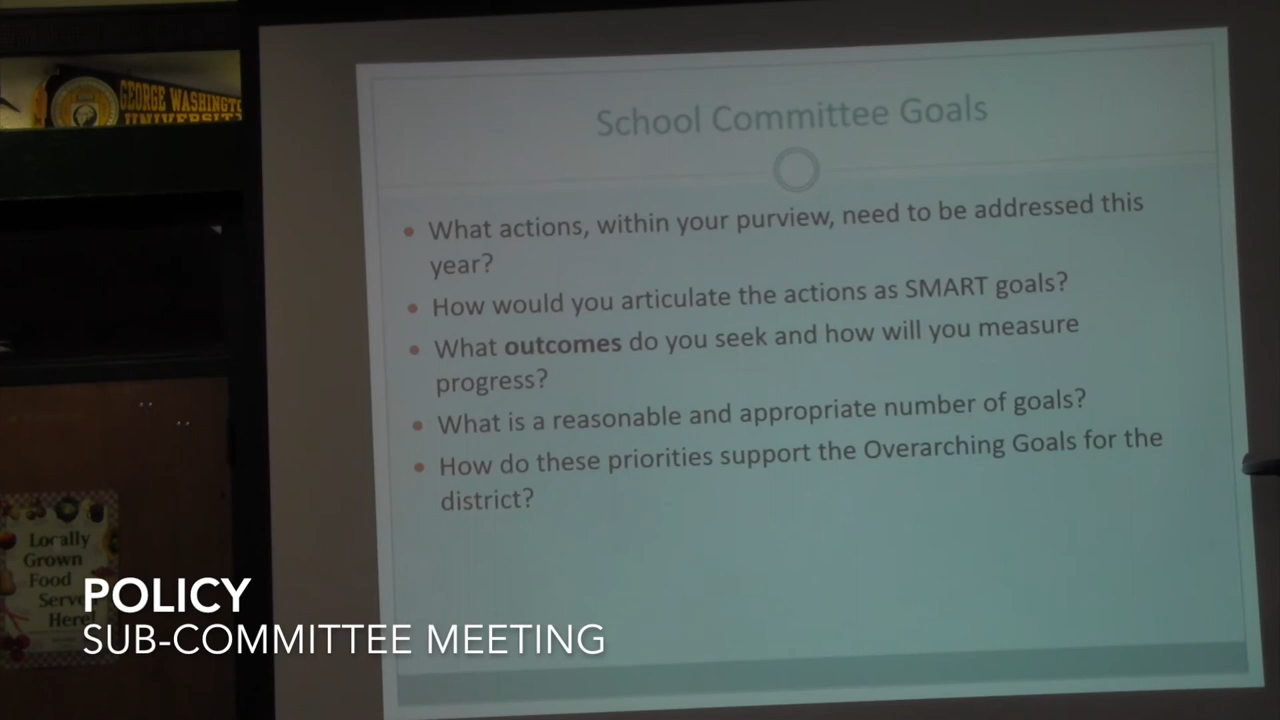 GEORGE WASHINGTON
UNIVERSITY
School Committee Goals
• What actions, within your purview, need to be addressed this
year?
• How would you articulate the actions as SMART goals?
• What outcomes do you seek and how will you measure
progress?
• What is a reasonable and appropriate number of goals?
• How do these priorities support the Overarching Goals for the
district?
Locally
Grown
Food
Serve
Here!
POLICY
SUB-COMMITTEE MEETING